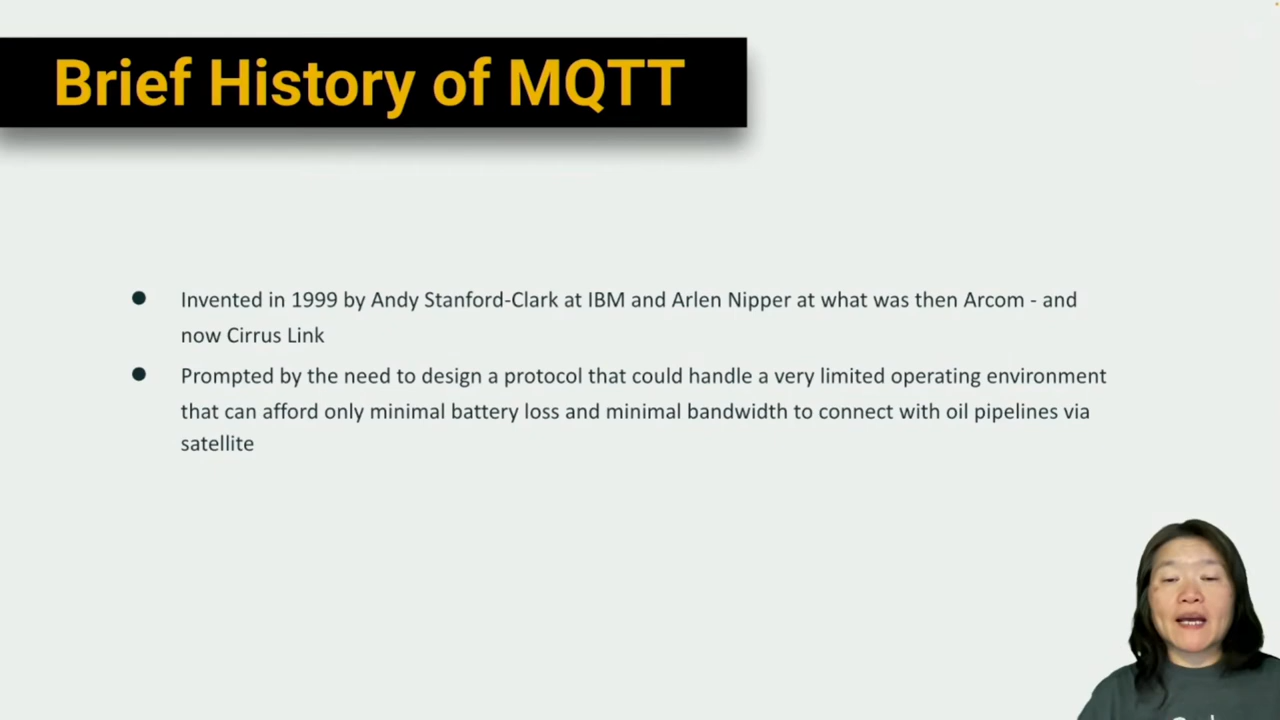 Brief History of MQTT
● Invented in 1999 by Andy Stanford-Clark at IBM and Arlen Nipper at what was then Arcom - and
now Cirrus Link
● Prompted by the need to design a protocol that could handle a very limited operating environment
that can afford only minimal battery loss and minimal bandwidth to connect with oil pipelines via
satellite